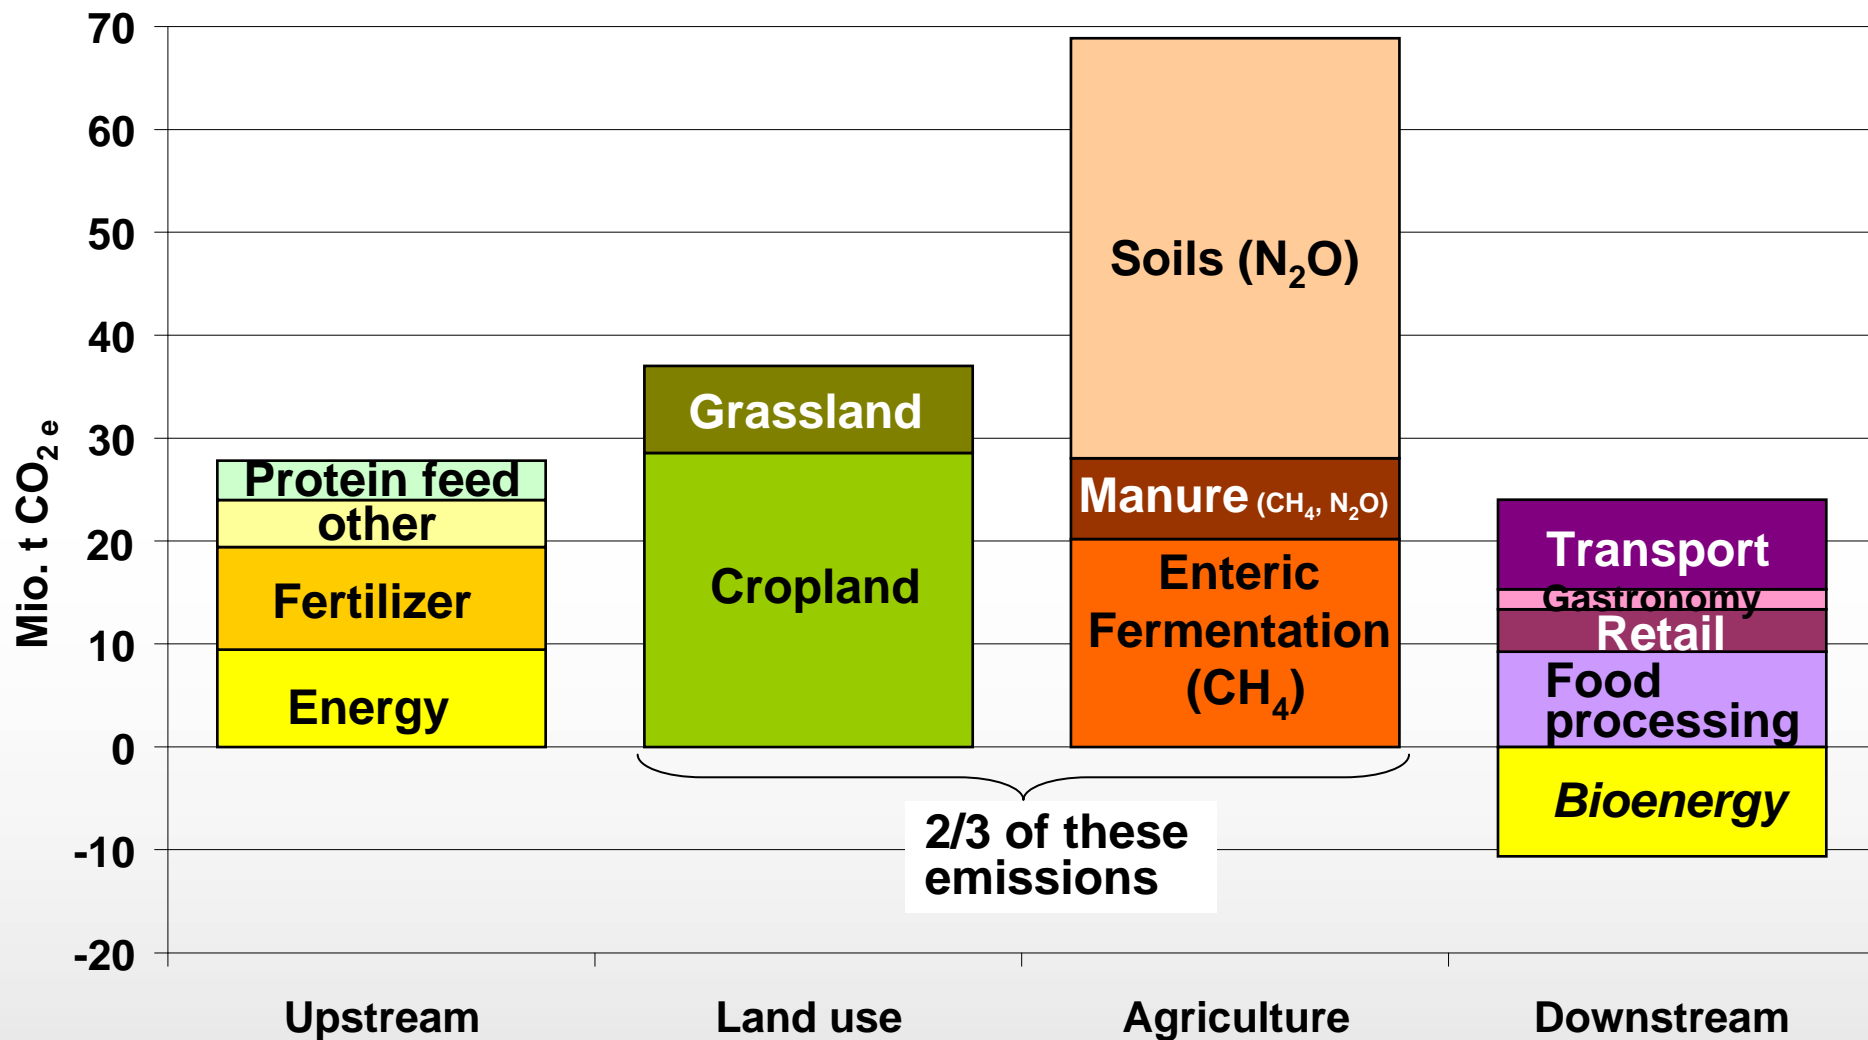 70
60
50
40
30
20
10
0
-10
-20
Mio. t CO₂ e
Protein feed
other
Fertilizer
Energy
Grassland
Cropland
Soils (N₂O)
Manure (CH₄, N₂O)
Enteric
Fermentation
(CH₄)
Transport
Gastronomy
Retail
Food
processing
Bioenergy
2/3 of these
emissions
Upstream
Land use
Agriculture
Downstream